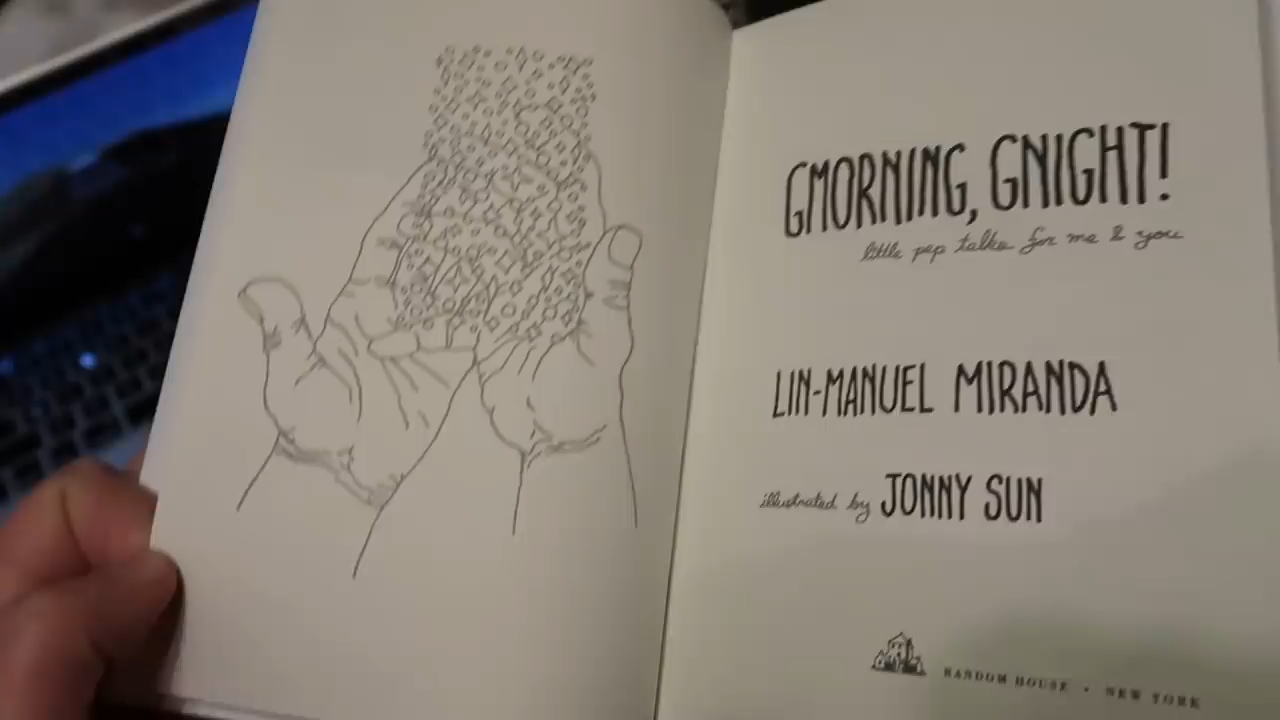 GMORNING, GNIGHT!
little pep talks for me & you
LIN-MANUEL MIRANDA
illustrated by JONNY SUN
RANDOM HOUSE • NEW YORK